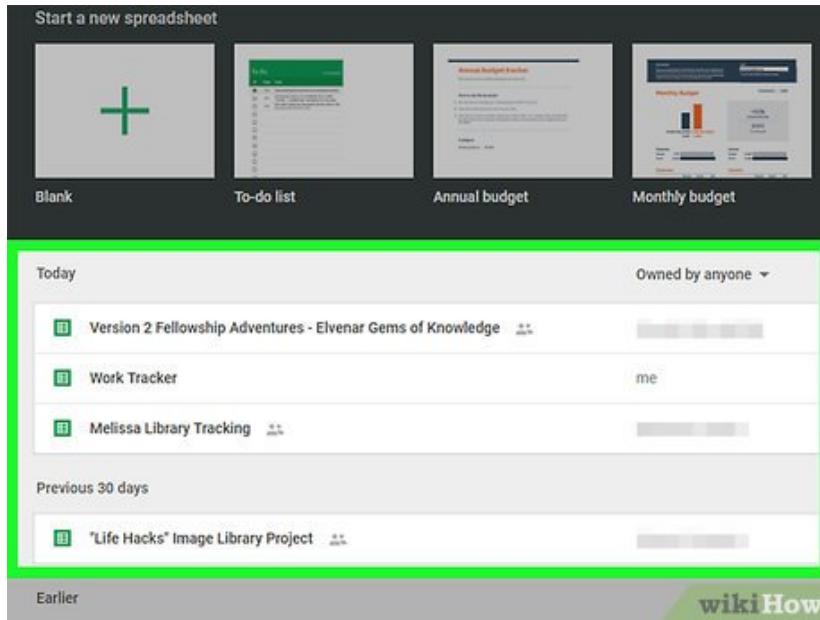 Start a new spreadsheet
Blank
To-do list
Annual budget
Monthly budget
Today
Owned by anyone
Version 2 Fellowship Adventures - Elvenar Gems of Knowledge
Work Tracker
me
Melissa Library Tracking
Previous 30 days
"Life Hacks" Image Library Project
Earlier
wikiHow